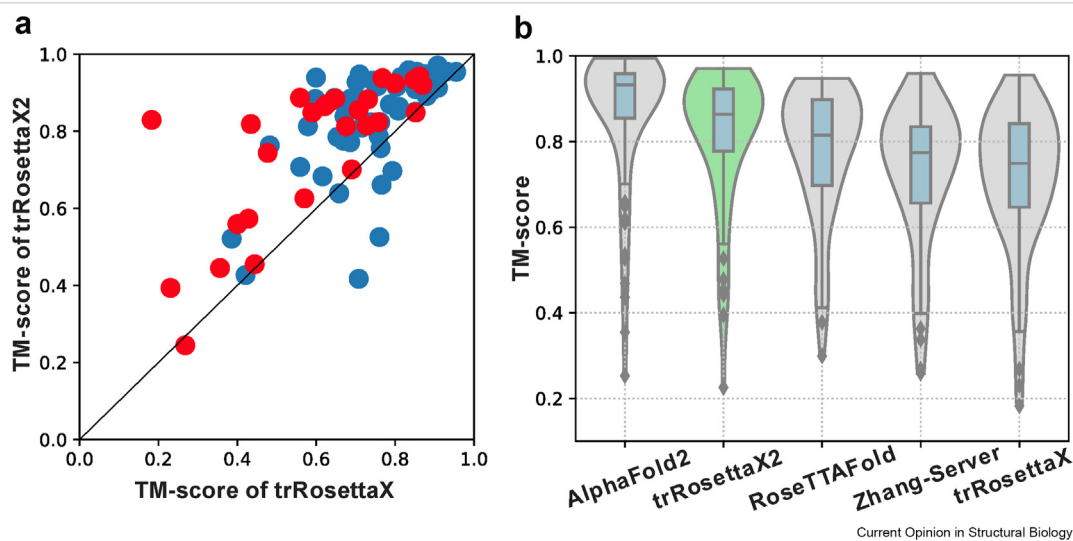 a
b
1.0
0.8
0.6
0.4
0.2
0.0
TM-score of trRosettaX2
0.0 0.2 0.4 0.6 0.8 1.0
TM-score of trRosettaX
1.0
0.8
0.6
0.4
0.2
TM-score
AlphaFold2
trRosettaX2
RoseTTAFold
Zhang-Server
trRosettaX
Current Opinion in Structural Biology